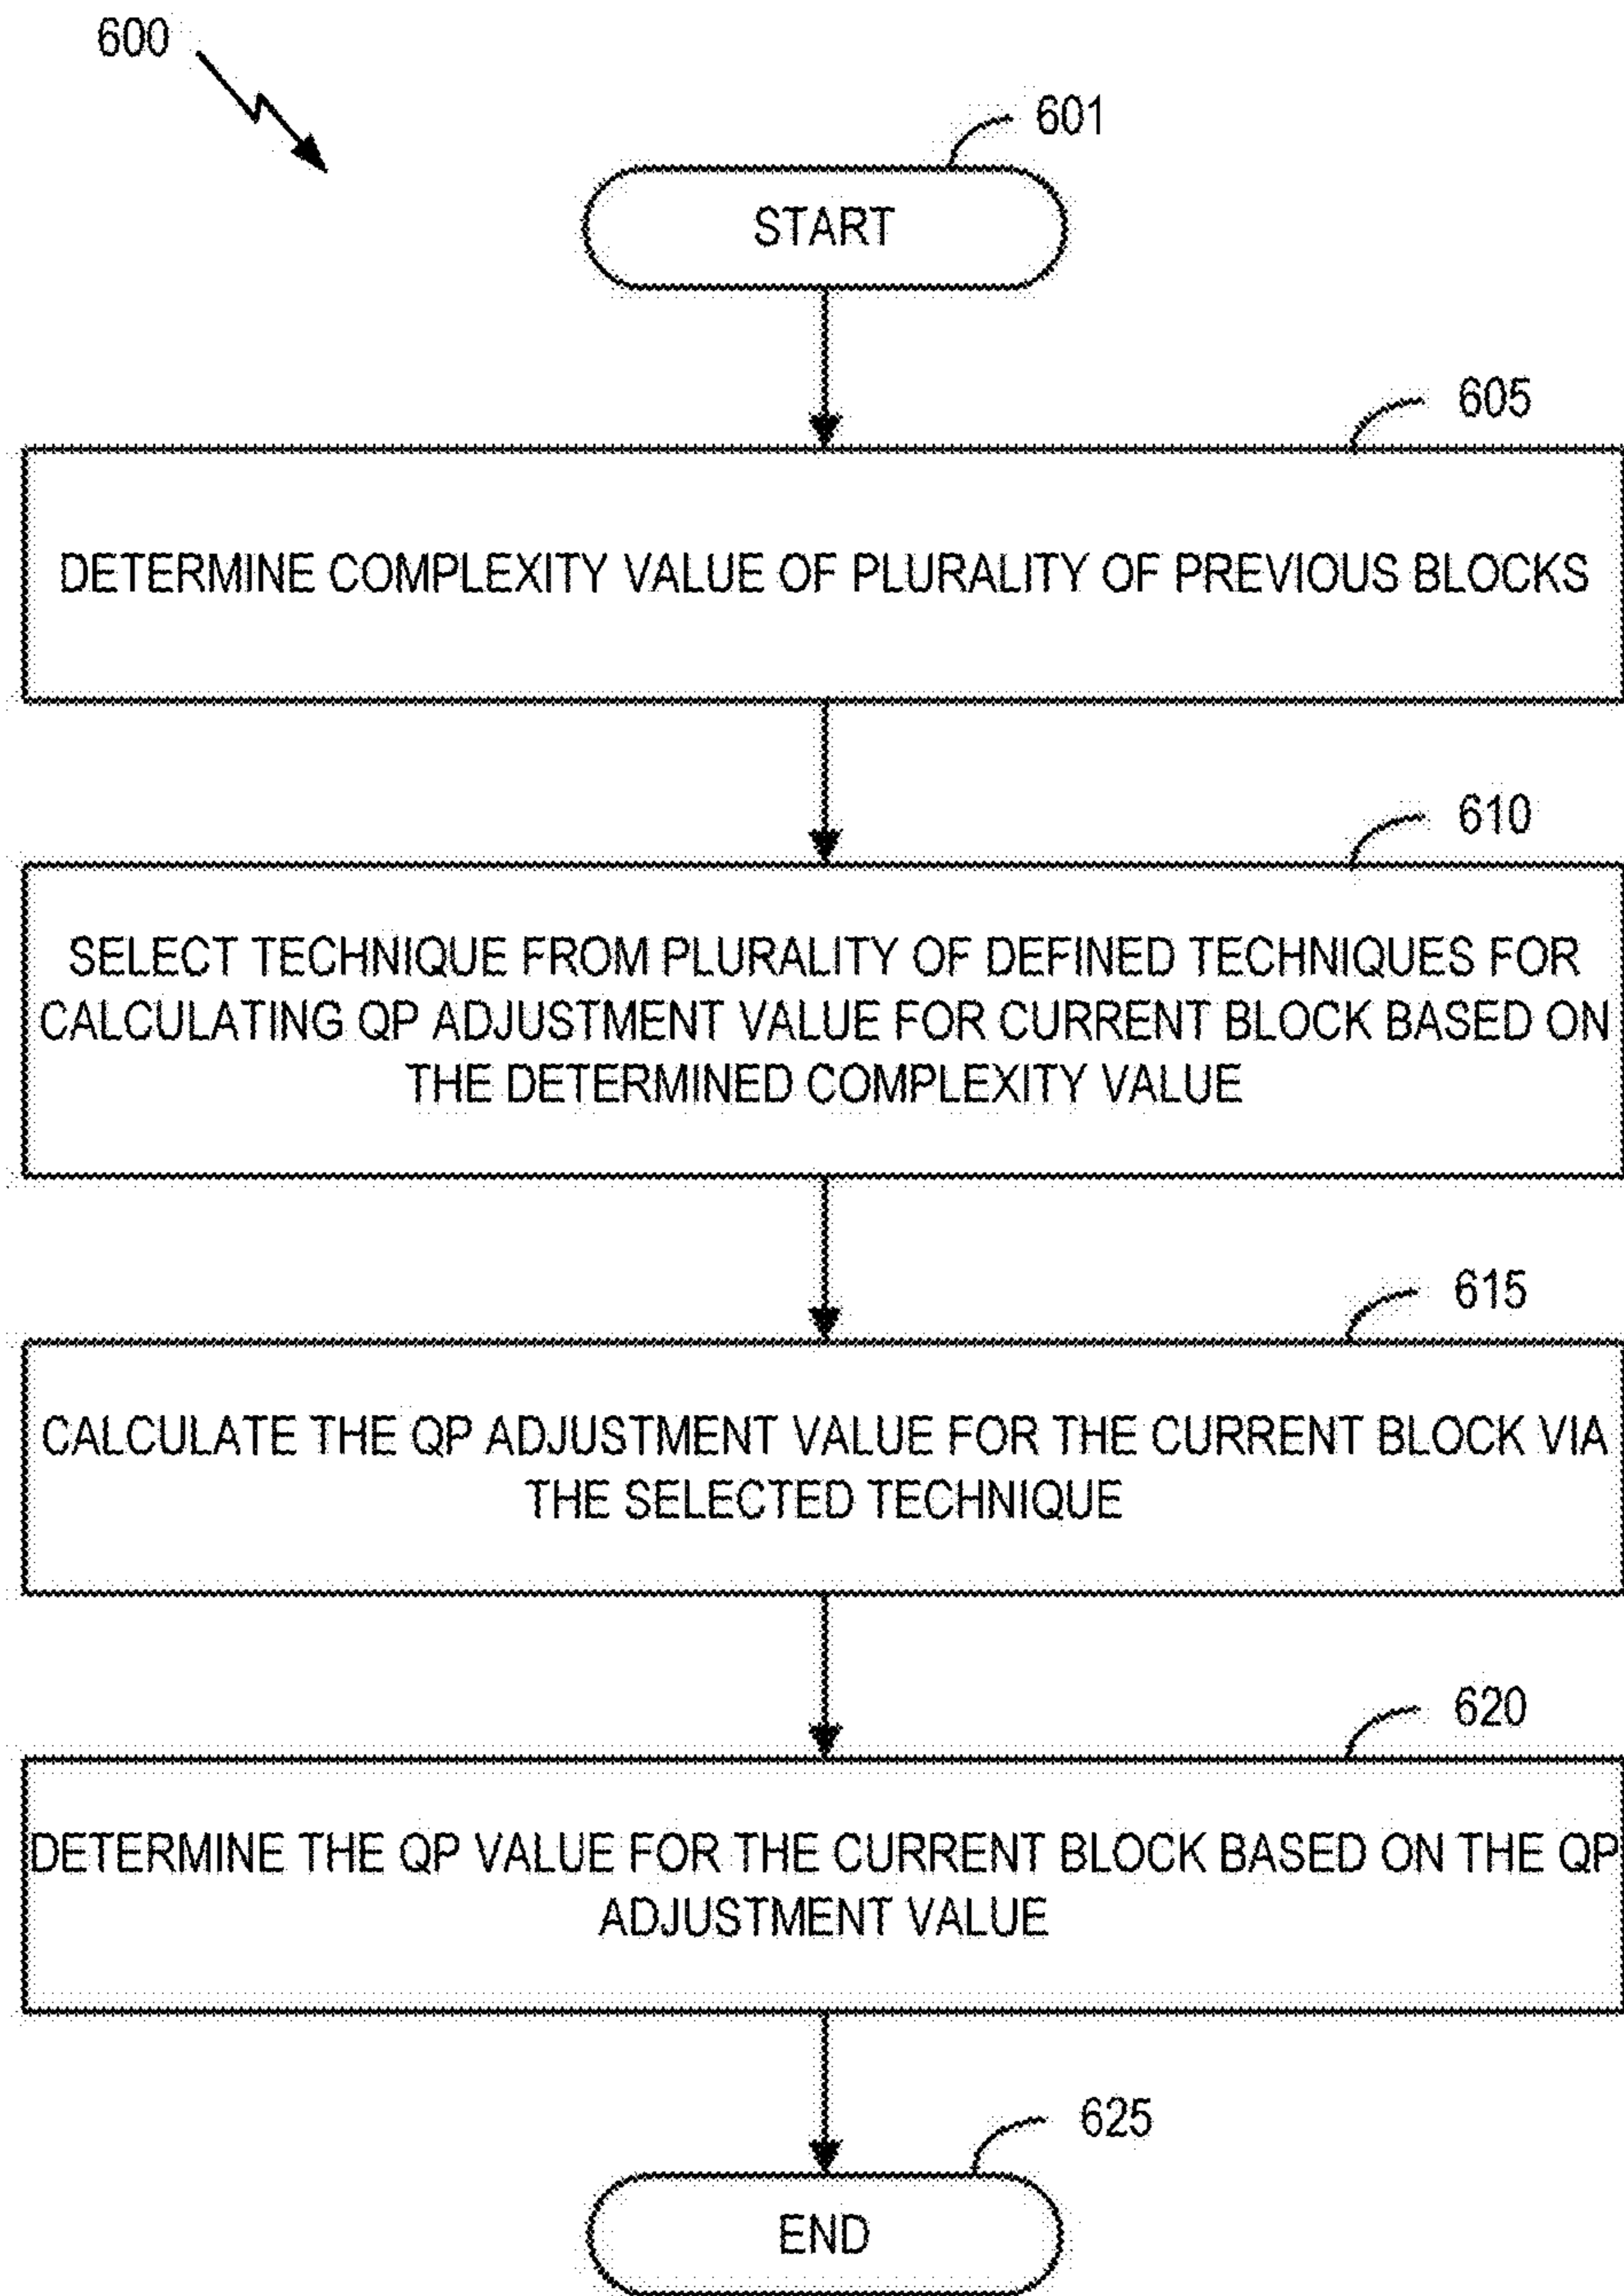 600
601
START
605
DETERMINE COMPLEXITY VALUE OF PLURALITY OF PREVIOUS BLOCKS
610
SELECT TECHNIQUE FROM PLURALITY OF DEFINED TECHNIQUES FOR
CALCULATING QP ADJUSTMENT VALUE FOR CURRENT BLOCK BASED ON
THE DETERMINED COMPLEXITY VALUE
615
CALCULATE THE QP ADJUSTMENT VALUE FOR THE CURRENT BLOCK VIA
THE SELECTED TECHNIQUE
620
DETERMINE THE QP VALUE FOR THE CURRENT BLOCK BASED ON THE QP
ADJUSTMENT VALUE
625
END